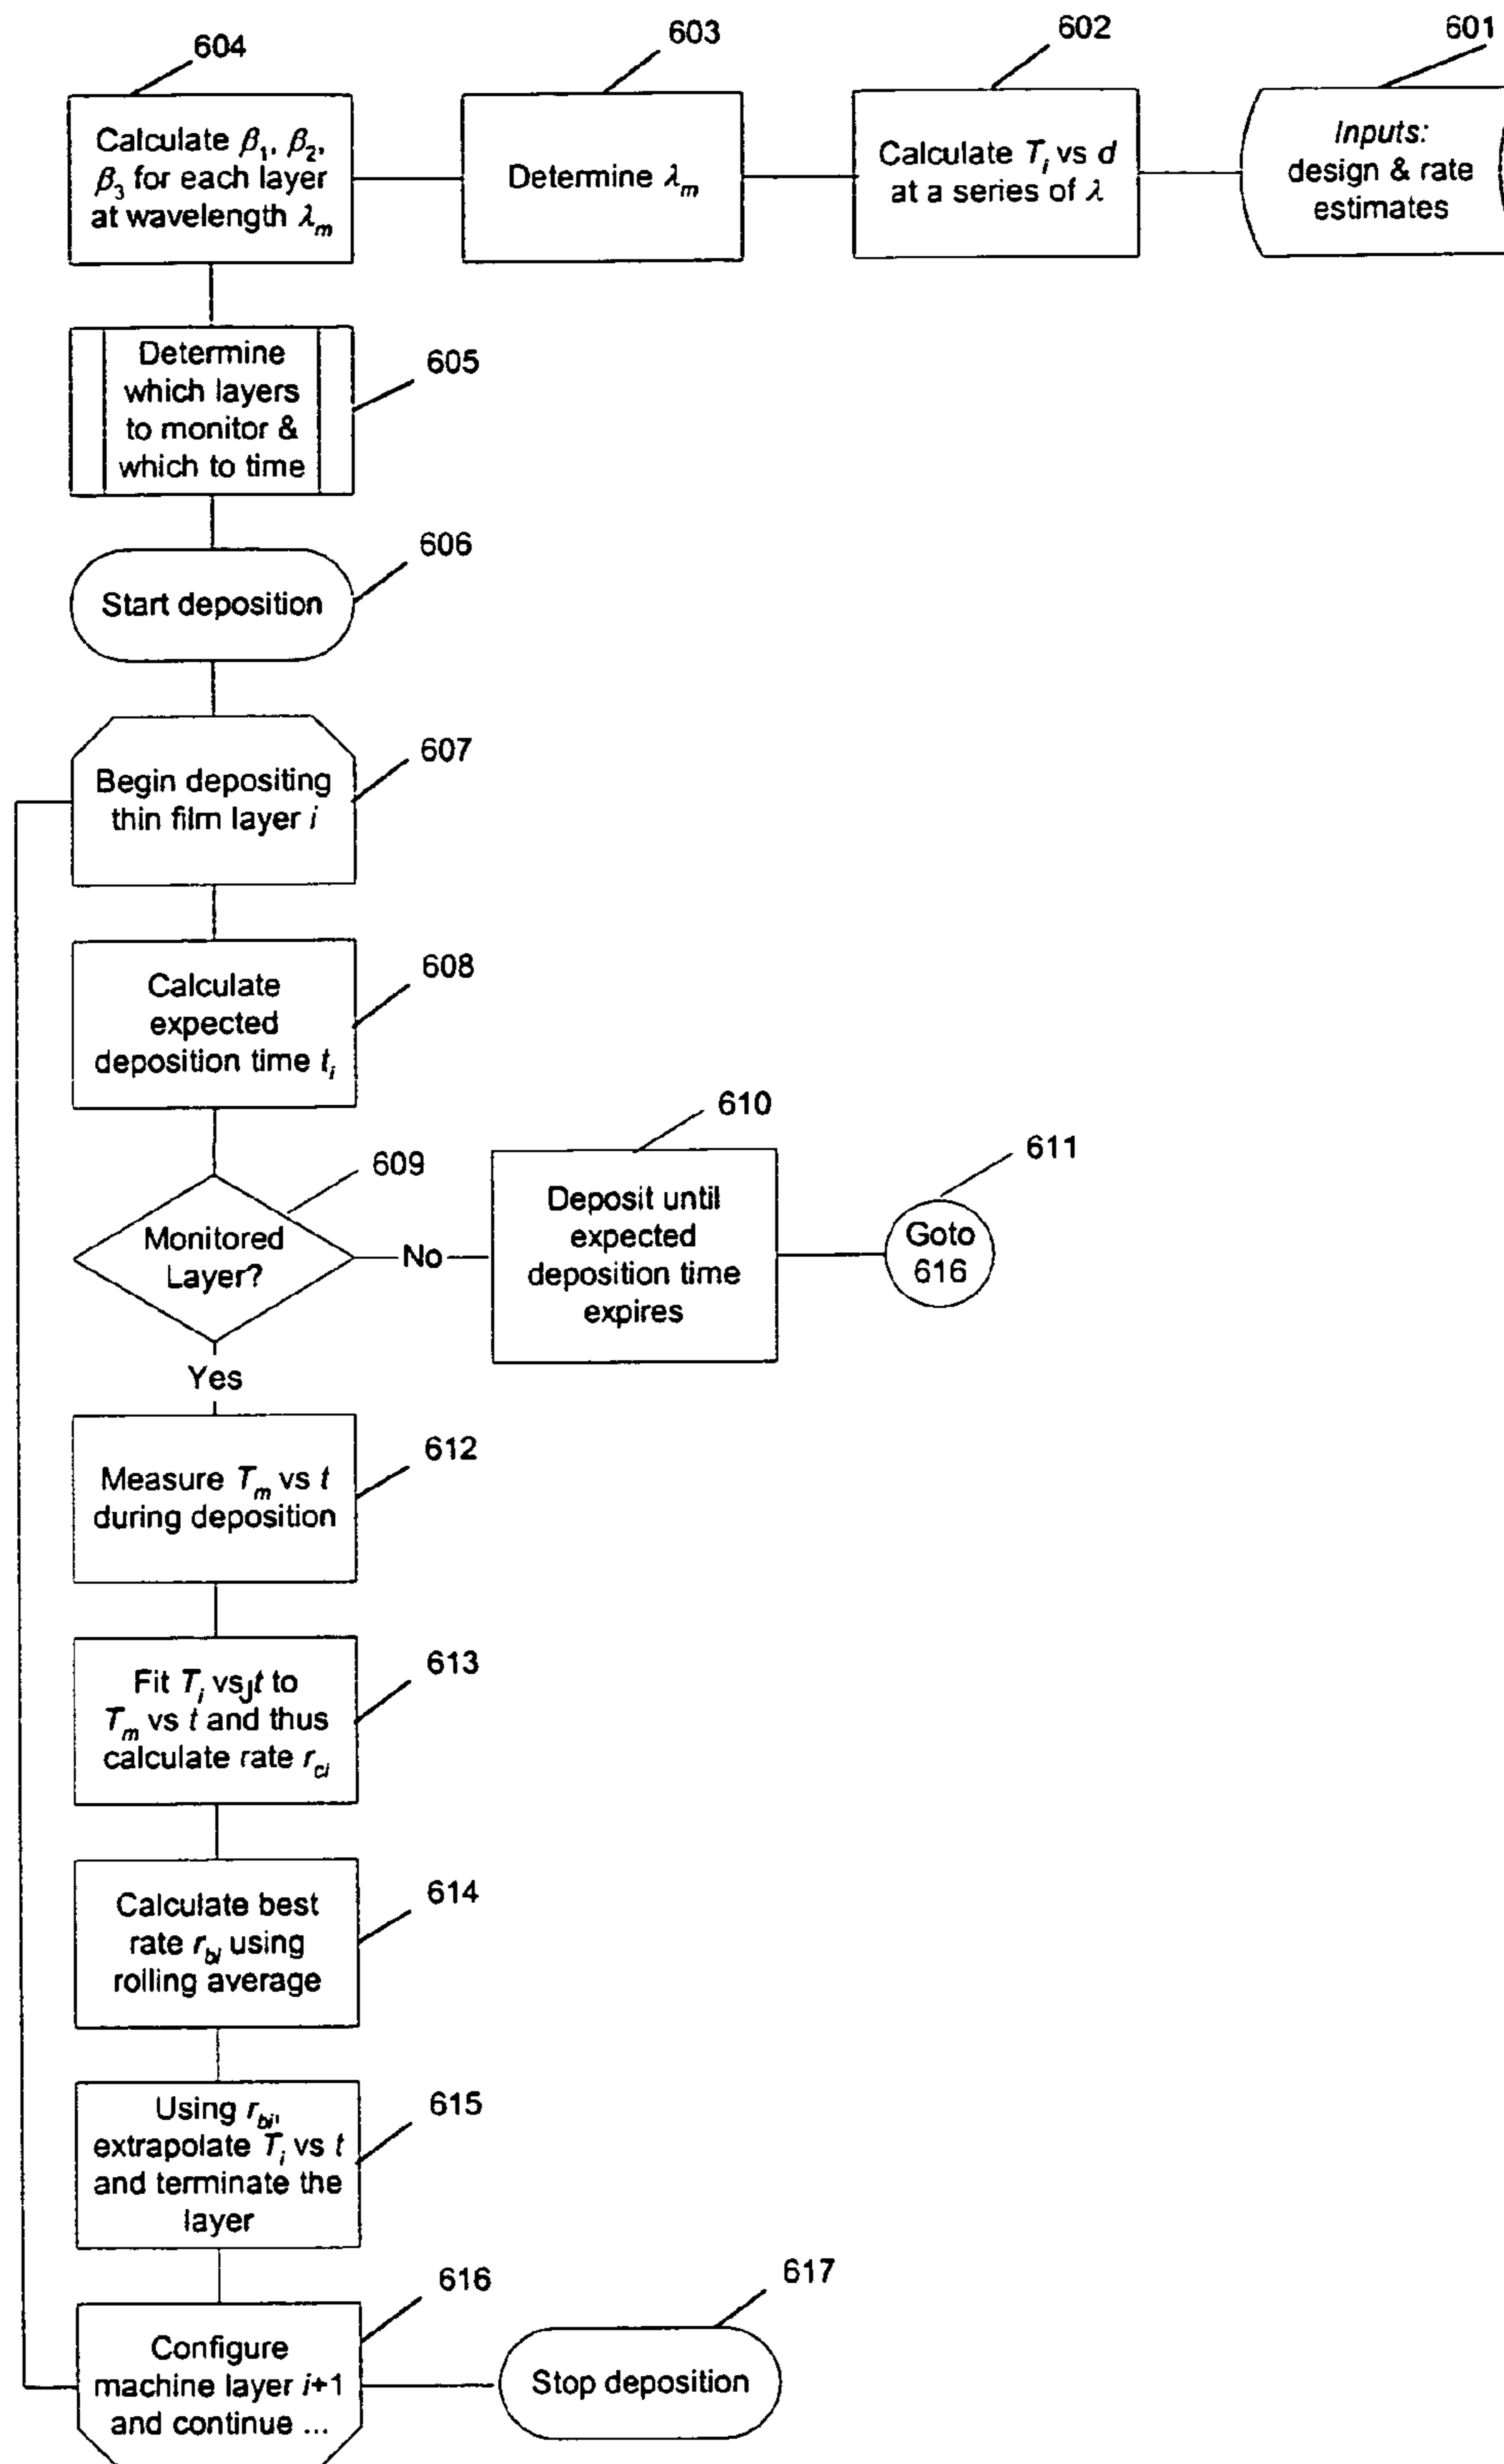 604
603
602
601
Calculate β₁, β₂,
β₃ for each layer
at wavelength λₘ
Determine λₘ
Calculate Tᵢ vs d
at a series of λ
Inputs:
design & rate
estimates
605
Determine
which layers
to monitor &
which to time
606
Start deposition
607
Begin depositing
thin film layer i
608
Calculate
expected
deposition time tᵢ
609
Monitored
Layer?
No
610
Deposit until
expected
deposition time
expires
611
Goto
616
Yes
612
Measure Tₘ vs t
during deposition
613
Fit Tᵢ vs t to
Tₘ vs t and thus
calculate rate r_ci
614
Calculate best
rate r_bi using
rolling average
615
Using r_bi,
extrapolate Tᵢ vs t
and terminate the
layer
616
Configure
machine layer i+1
and continue ...
617
Stop deposition